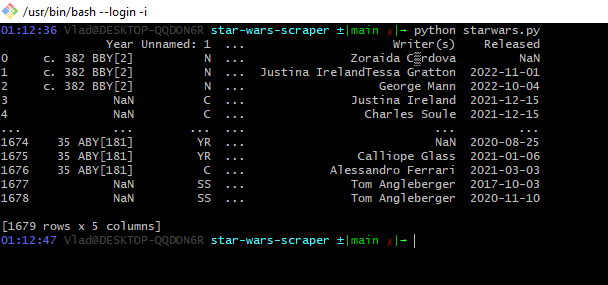 /usr/bin/bash --login -i
01:12:36 Vlad@DESKTOP-QQDON6R star-wars-scraper ±|main ✗|→ python starwars.py
Year Unnamed: 1 ... Writer(s) Released
0 c. 382 BBY[2] N ... Zoraida C▒rdova NaN
1 c. 382 BBY[2] N ... Justina IrelandTessa Gratton 2022-11-01
2 c. 382 BBY[2] N ... George Mann 2022-10-04
3 NaN C ... Justina Ireland 2021-12-15
4 NaN C ... Charles Soule 2021-12-15
... ... ... ... ... ...
1674 35 ABY[181] YR ... NaN 2020-08-25
1675 35 ABY[181] YR ... Calliope Glass 2021-01-06
1676 35 ABY[181] C ... Alessandro Ferrari 2021-03-03
1677 NaN SS ... Tom Angleberger 2017-10-03
1678 NaN SS ... Tom Angleberger 2020-11-10
[1679 rows x 5 columns]
01:12:47 Vlad@DESKTOP-QQDON6R star-wars-scraper ±|main ✗|→